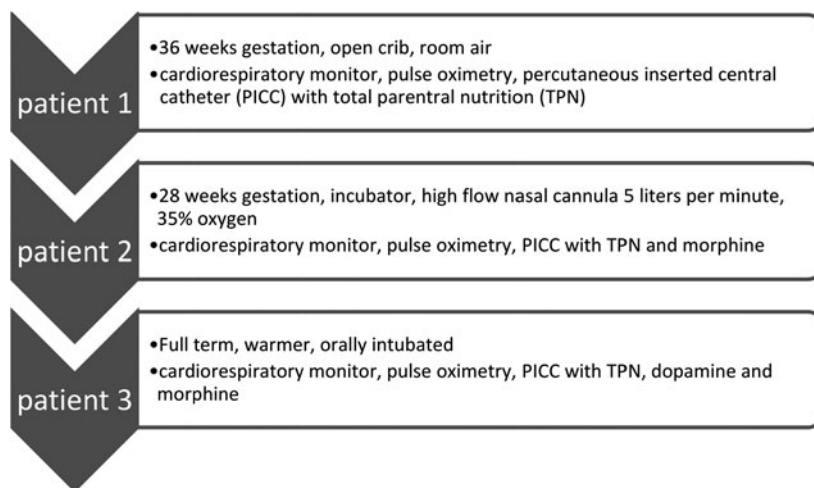 patient 1
•36 weeks gestation, open crib, room air
•cardiorespiratory monitor, pulse oximetry, percutaneous inserted central
catheter (PICC) with total parentral nutrition (TPN)
patient 2
•28 weeks gestation, incubator, high flow nasal cannula 5 liters per minute,
35% oxygen
•cardiorespiratory monitor, pulse oximetry, PICC with TPN and morphine
patient 3
•Full term, warmer, orally intubated
•cardiorespiratory monitor, pulse oximetry, PICC with TPN, dopamine and
morphine